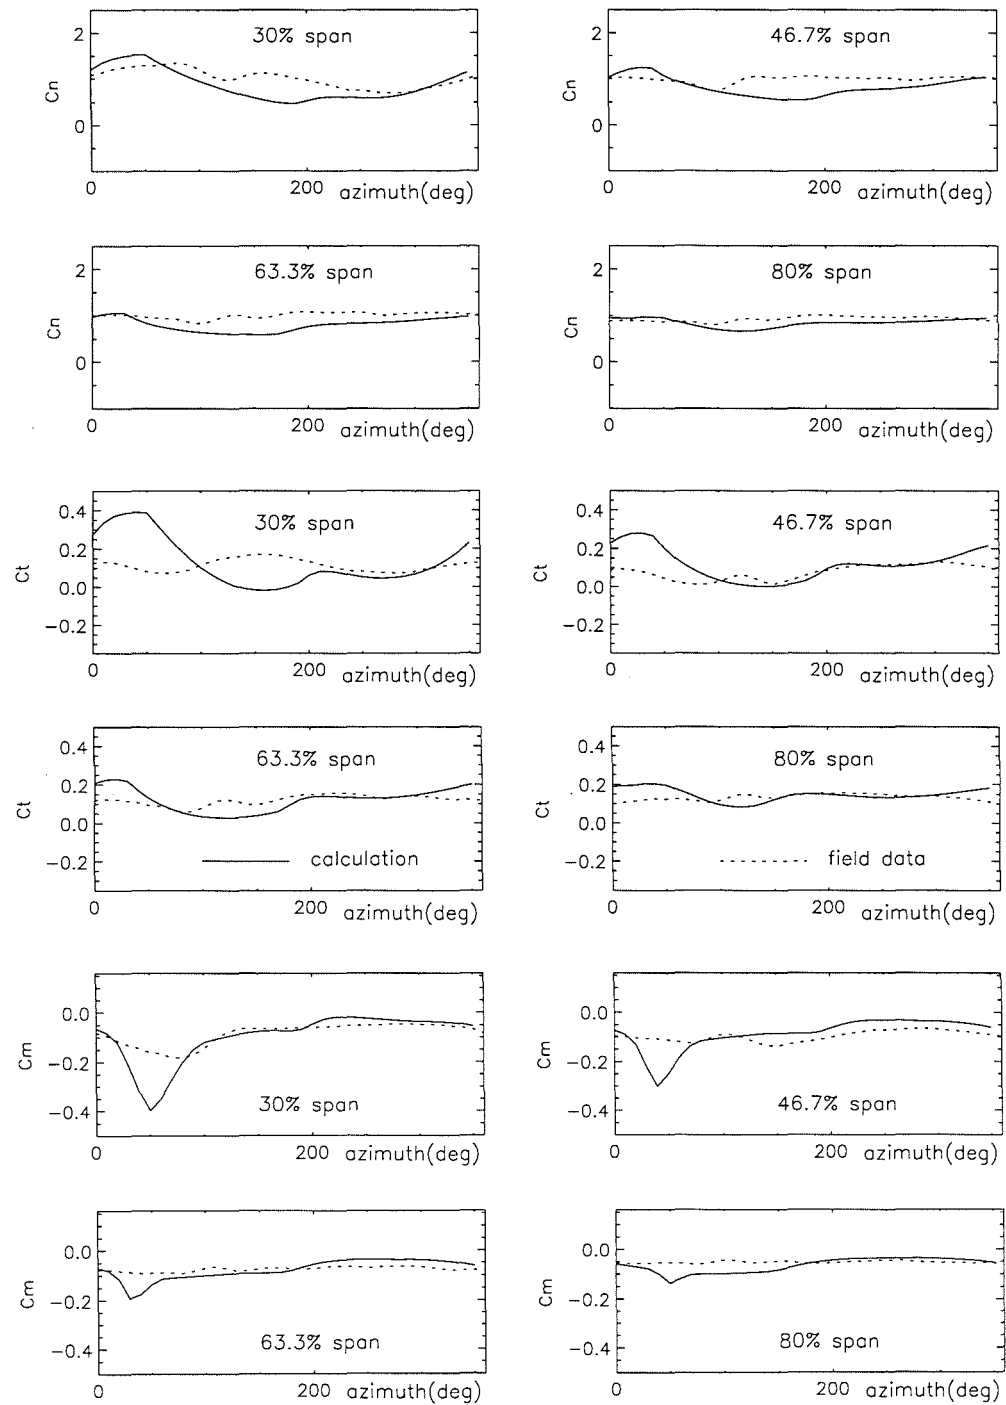 2
30% span
Cn
0
0
200
azimuth(deg)
2
46.7% span
Cn
0
0
200
azimuth(deg)
2
63.3% span
Cn
0
0
200
azimuth(deg)
2
80% span
Cn
0
0
200
azimuth(deg)
0.4
30% span
0.2
Ct
0.0
−0.2
0
200
azimuth(deg)
0.4
46.7% span
0.2
Ct
0.0
−0.2
0
200
azimuth(deg)
0.4
63.3% span
0.2
Ct
0.0
calculation
−0.2
0
200
azimuth(deg)
0.4
80% span
0.2
Ct
0.0
field data
−0.2
0
200
azimuth(deg)
0.0
Cm
−0.2
30% span
−0.4
0
200
azimuth(deg)
0.0
Cm
−0.2
46.7% span
−0.4
0
200
azimuth(deg)
0.0
Cm
−0.2
63.3% span
−0.4
0
200
azimuth(deg)
0.0
Cm
−0.2
80% span
−0.4
0
200
azimuth(deg)